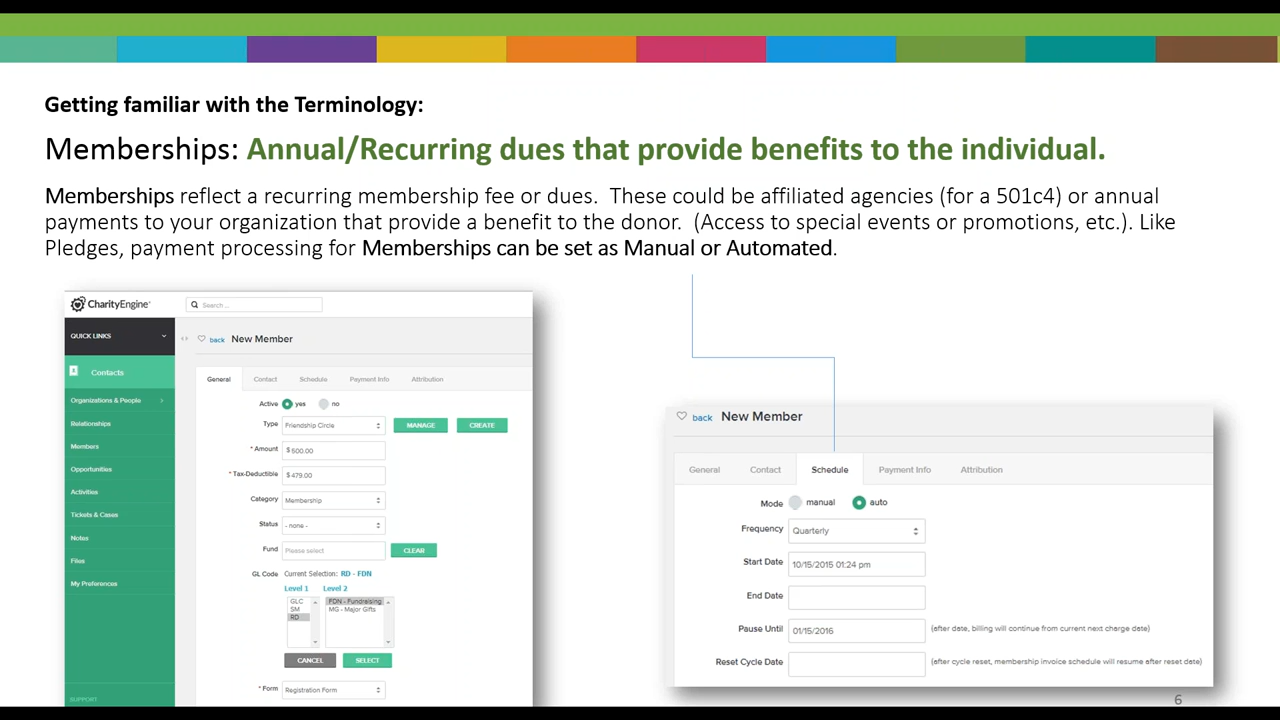 Getting familiar with the Terminology:
Memberships: Annual/Recurring dues that provide benefits to the individual.
Memberships reflect a recurring membership fee or dues.  These could be affiliated agencies (for a 501c4) or annual
payments to your organization that provide a benefit to the donor.  (Access to special events or promotions, etc.). Like
Pledges, payment processing for Memberships can be set as Manual or Automated.
CharityEngine
Search ...
QUICK LINKS
Contacts
Organizations & People
Relationships
Members
Opportunities
Activities
Tickets & Cases
Notes
Files
My Preferences
SUPPORT
back New Member
General Contact Schedule Payment Info Attribution
Active yes no
Type Friendship Circle MANAGE CREATE
* Amount $ 600.00
* Tax-Deductible $ 479.00
Category Membership
Status - none -
Fund Please select CLEAR
GL Code Current Selection: RD - FDN
Level 1 Level 2
GLC FDN - Fundraising
SM MG - Major Gifts
RD
CANCEL SELECT
* Form Registration Form
back New Member
General Contact Schedule Payment Info Attribution
Mode manual auto
Frequency Quarterly
Start Date 10/15/2015 01:24 pm
End Date
Pause Until 01/15/2016 (after date, billing will continue from current next charge date)
Reset Cycle Date (after cycle reset, membership invoice schedule will resume after reset date)
6